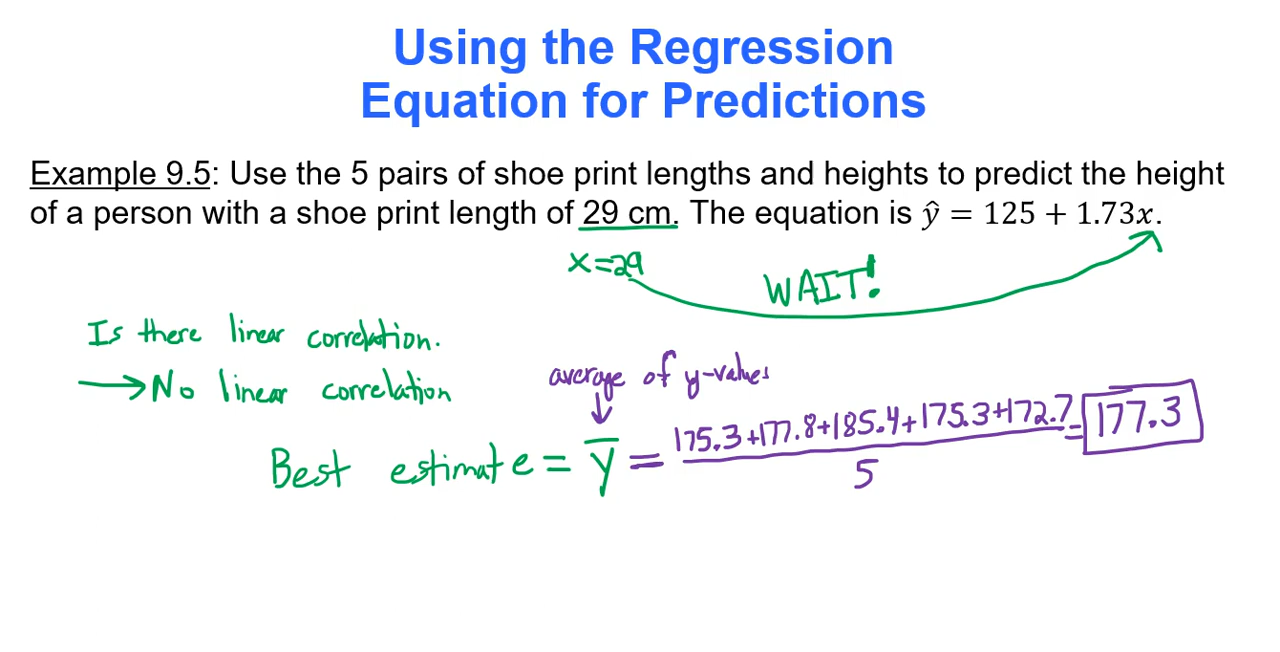 Using the Regression
Equation for Predictions
Example 9.5: Use the 5 pairs of shoe print lengths and heights to predict the height
of a person with a shoe print length of 29 cm. The equation is ŷ = 125 + 1.73x.
x=29
WAIT!
Is there linear correlation.
→ No linear correlation
average of y-values
↓
175.3+177.8+185.4+175.3+172.7
Best estimate = y̅ = = 177.3
5